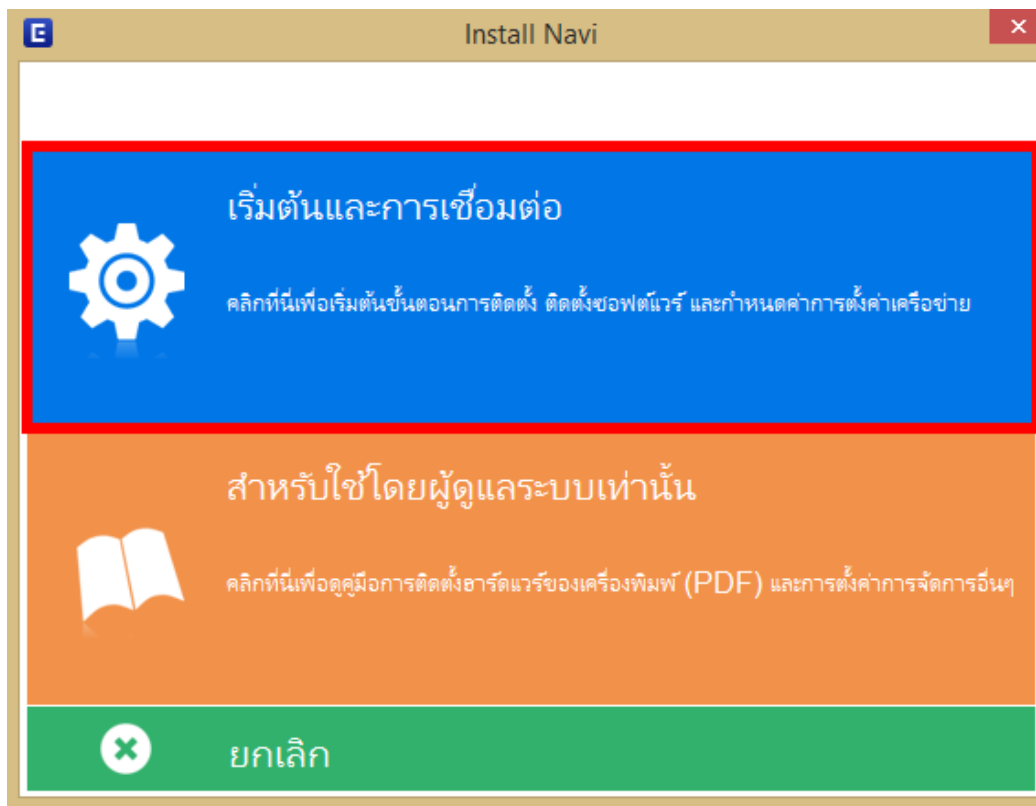 Install Navi
เริ่มต้นและการเชื่อมต่อ
คลิกที่นี่เพื่อเริ่มต้นขั้นตอนการติดตั้ง ติดตั้งซอฟต์แวร์ และกำหนดค่าการตั้งค่าเครือข่าย
สำหรับใช้โดยผู้ดูแลระบบเท่านั้น
คลิกที่นี่เพื่อดูคู่มือการติดตั้งฮาร์ดแวร์ของเครื่องพิมพ์ (PDF) และการตั้งค่าการจัดการอื่นๆ
ยกเลิก